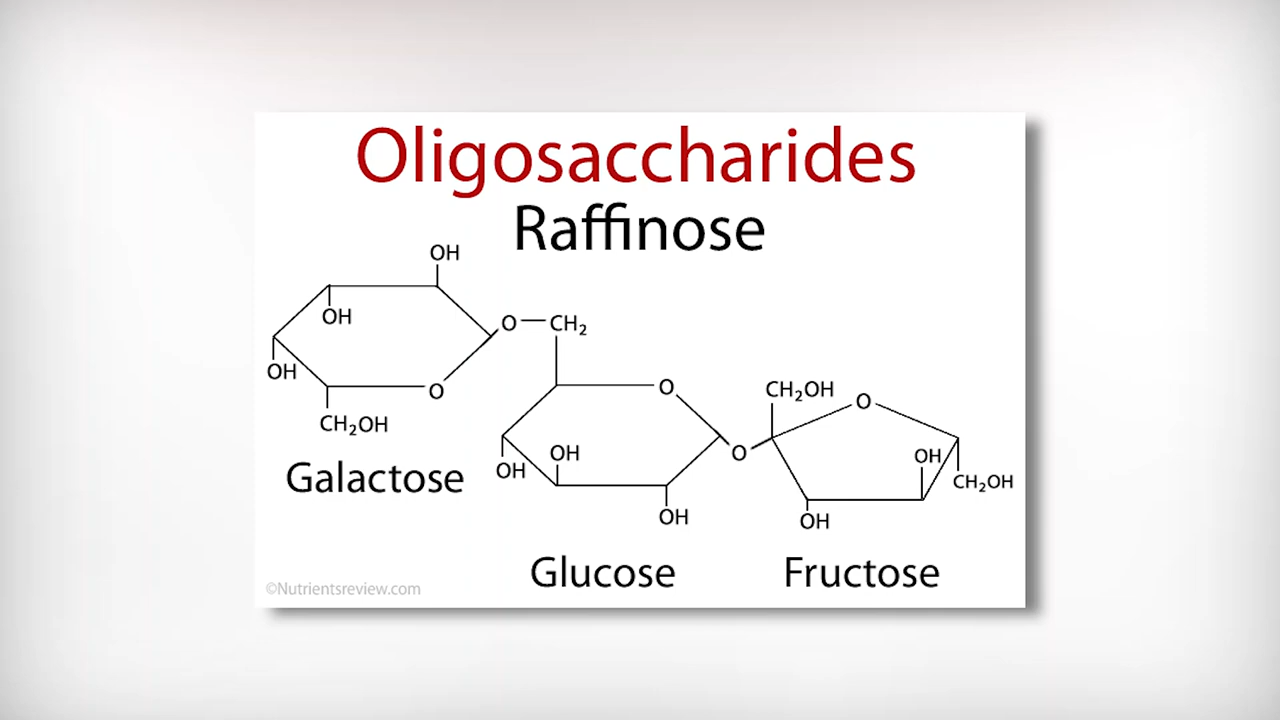 Oligosaccharides
Raffinose
OH
OH
OH
O
CH₂OH
Galactose
O
CH₂
O
OH
OH
OH
Glucose
O
CH₂OH
O
OH
CH₂OH
OH
Fructose
©Nutrientsreview.com